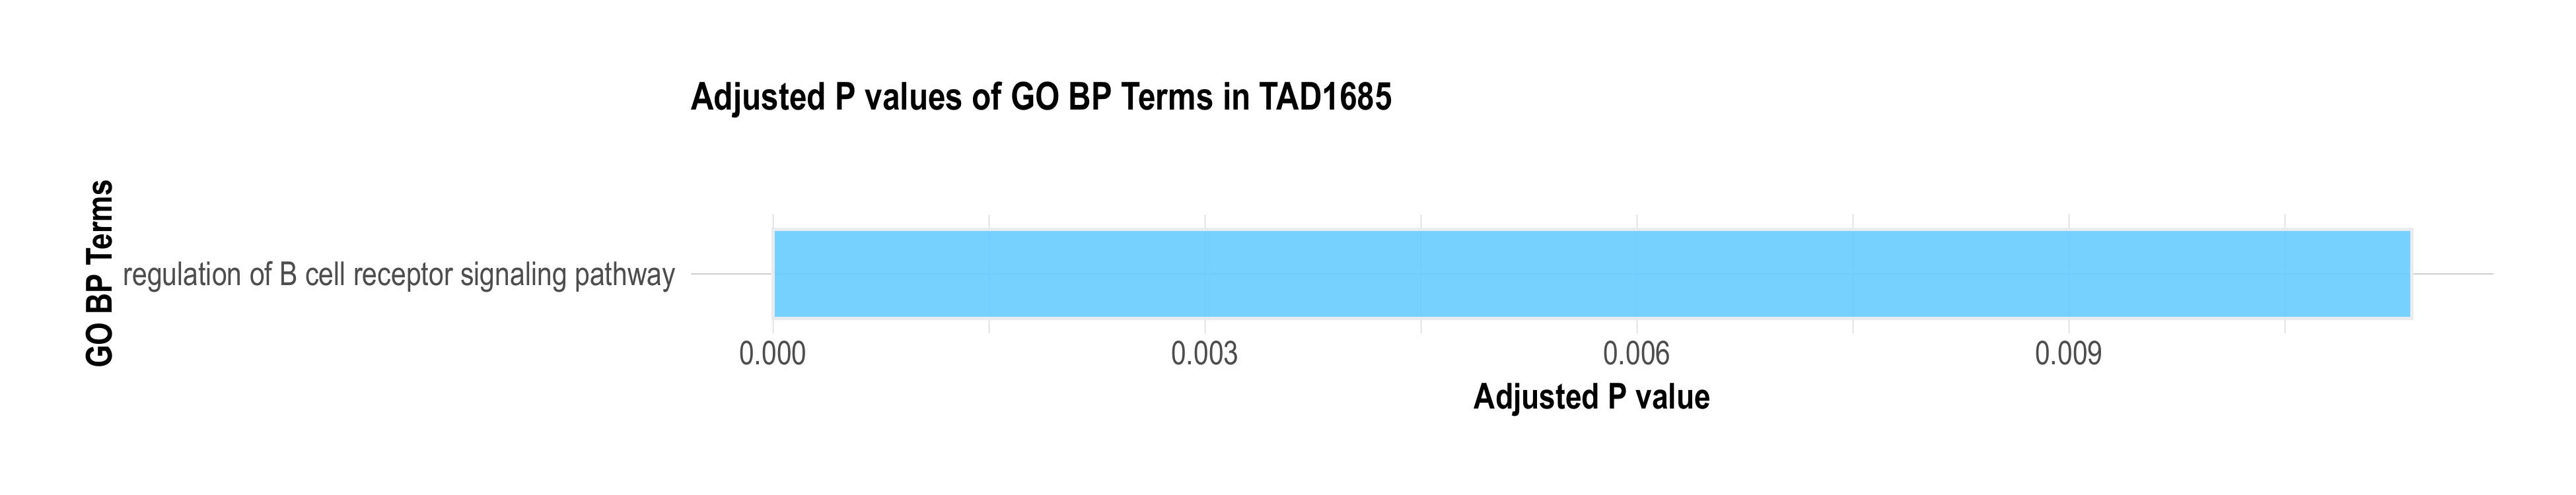 Adjusted P values of GO BP Terms in TAD1685
GO BP Terms
regulation of B cell receptor signaling pathway
0.000 0.003 0.006 0.009
Adjusted P value